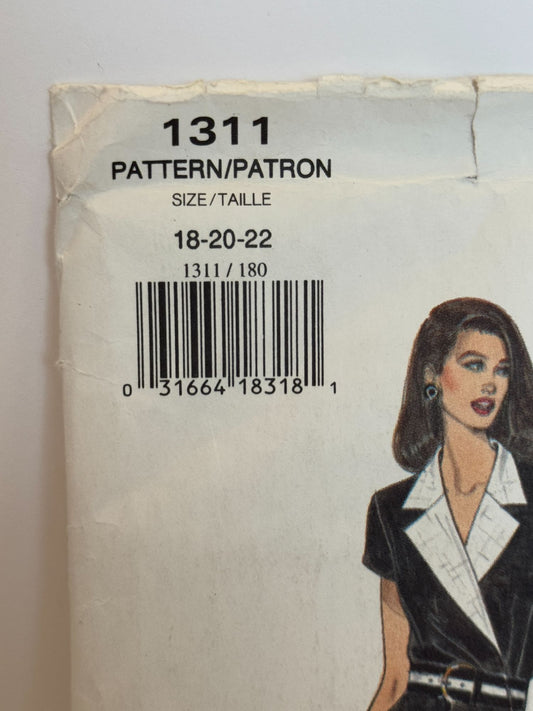 1311
PATTERN/PATRON
SIZE/TAILLE
18-20-22
1311 / 180
0 31664 18318 1